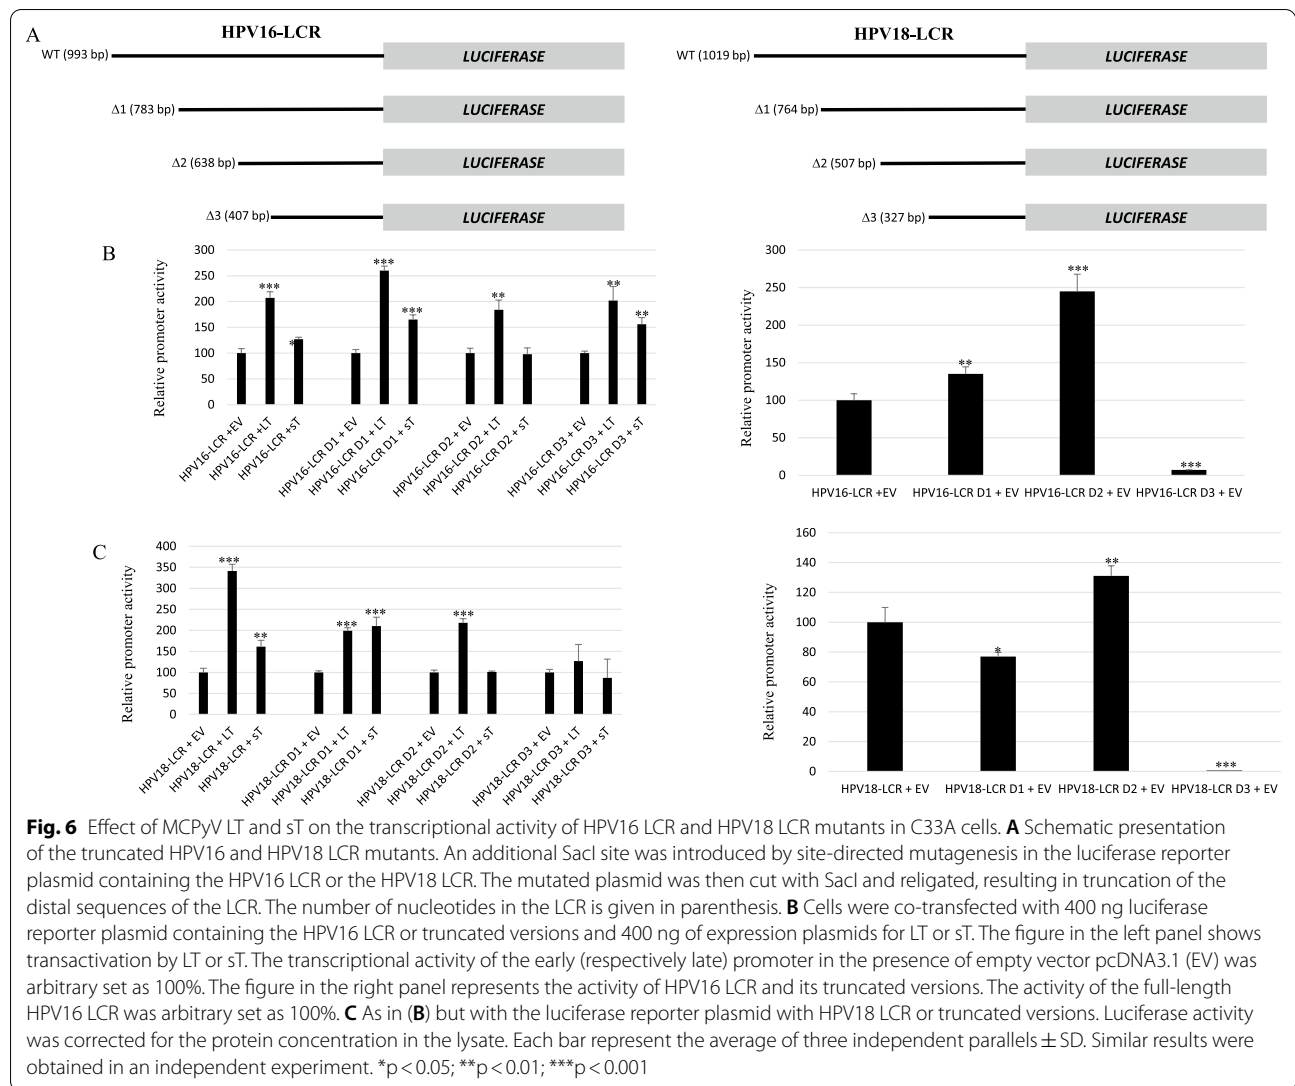 A
HPV16-LCR
HPV18-LCR
WT (993 bp)
LUCIFERASE
WT (1019 bp)
LUCIFERASE
Δ1 (783 bp)
LUCIFERASE
Δ1 (764 bp)
LUCIFERASE
Δ2 (638 bp)
LUCIFERASE
Δ2 (507 bp)
LUCIFERASE
Δ3 (407 bp)
LUCIFERASE
Δ3 (327 bp)
LUCIFERASE
B
Relative promoter activity
300
250
200
150
100
50
0
***
*
***
***
**
**
**
HPV16-LCR +EV
HPV16-LCR +LT
HPV16-LCR +sT
HPV16-LCR D1 + EV
HPV16-LCR D1 + LT
HPV16-LCR D1 + sT
HPV16-LCR D2 + EV
HPV16-LCR D2 + LT
HPV16-LCR D2 + sT
HPV16-LCR D3 + EV
HPV16-LCR D3 + LT
HPV16-LCR D3 + sT
Relative promoter activity
300
250
200
150
100
50
0
**
***
***
HPV16-LCR +EV
HPV16-LCR D1 + EV
HPV16-LCR D2 + EV
HPV16-LCR D3 + EV
C
Relative promoter activity
400
350
300
250
200
150
100
50
0
***
**
***
***
***
HPV18-LCR + EV
HPV18-LCR + LT
HPV18-LCR + sT
HPV18-LCR D1 + EV
HPV18-LCR D1 + LT
HPV18-LCR D1 + sT
HPV18-LCR D2 + EV
HPV18-LCR D2 + LT
HPV18-LCR D2 + sT
HPV18-LCR D3 + EV
HPV18-LCR D3 + LT
HPV18-LCR D3 + sT
Relative promoter activity
160
140
120
100
80
60
40
20
0
*
**
***
HPV18-LCR + EV
HPV18-LCR D1 + EV
HPV18-LCR D2 + EV
HPV18-LCR D3 + EV
Fig. 6 Effect of MCPyV LT and sT on the transcriptional activity of HPV16 LCR and HPV18 LCR mutants in C33A cells. A Schematic presentation
of the truncated HPV16 and HPV18 LCR mutants. An additional SacI site was introduced by site-directed mutagenesis in the luciferase reporter
plasmid containing the HPV16 LCR or the HPV18 LCR. The mutated plasmid was then cut with SacI and religated, resulting in truncation of the
distal sequences of the LCR. The number of nucleotides in the LCR is given in parenthesis. B Cells were co-transfected with 400 ng luciferase
reporter plasmid containing the HPV16 LCR or truncated versions and 400 ng of expression plasmids for LT or sT. The figure in the left panel shows
transactivation by LT or sT. The transcriptional activity of the early (respectively late) promoter in the presence of empty vector pcDNA3.1 (EV) was
arbitrary set as 100%. The figure in the right panel represents the activity of HPV16 LCR and its truncated versions. The activity of the full-length
HPV16 LCR was arbitrary set as 100%. C As in (B) but with the luciferase reporter plasmid with HPV18 LCR or truncated versions. Luciferase activity
was corrected for the protein concentration in the lysate. Each bar represent the average of three independent parallels ± SD. Similar results were
obtained in an independent experiment. *p < 0.05; **p < 0.01; ***p < 0.001